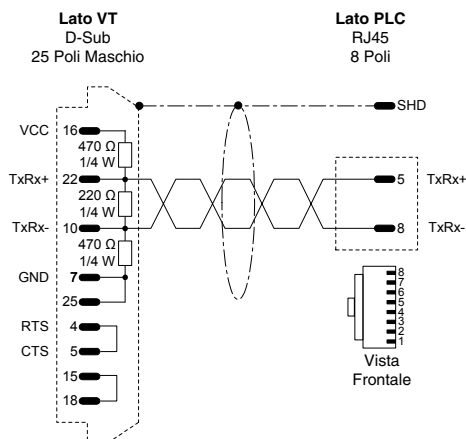 Lato VT
D-Sub
25 Poli Maschio
Lato PLC
RJ45
8 Poli
SHD
VCC 16
470 Ω
1/4 W
TxRx+ 22
5 TxRx+
220 Ω
1/4 W
TxRx- 10
8 TxRx-
470 Ω
1/4 W
GND 7
25
RTS 4
CTS 5
15
18
8
7
6
5
4
3
2
1
Vista
Frontale